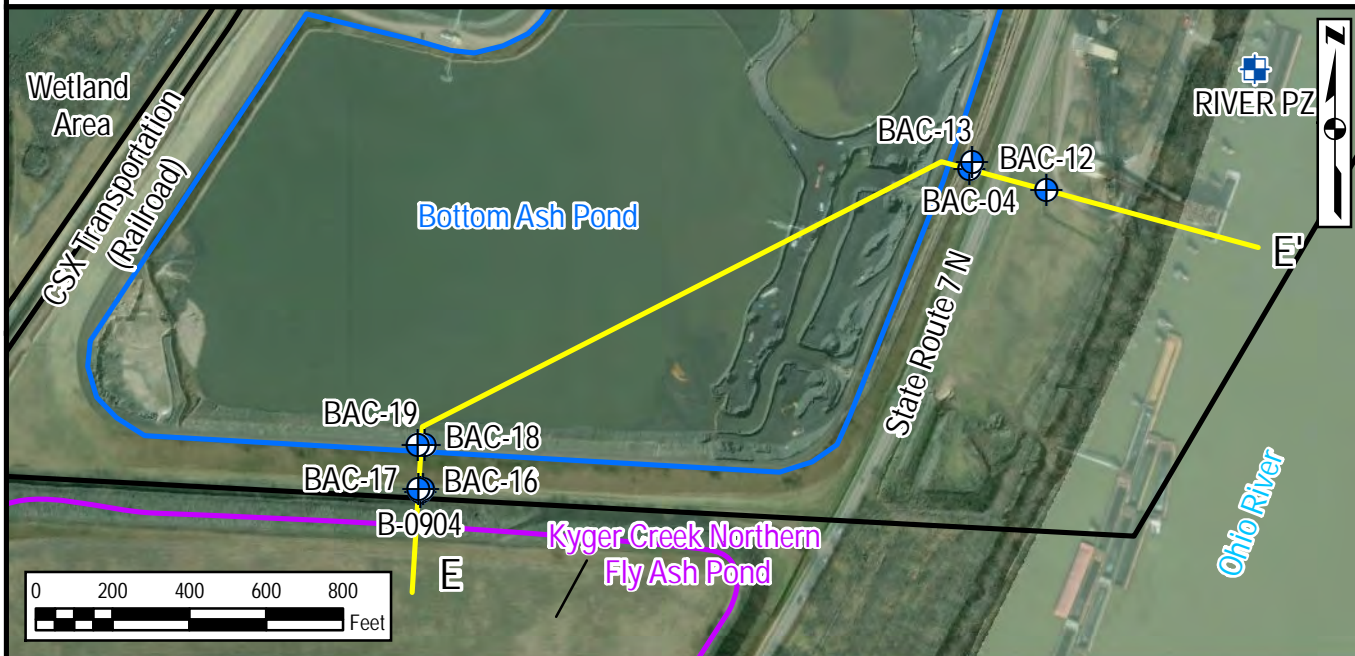 Wetland
Area
CSX Transportation
(Railroad)
Bottom Ash Pond
BAC-13
BAC-12
BAC-04
RIVER PZ
N
E'
State Route 7 N
BAC-19
BAC-18
BAC-17
BAC-16
B-0904
E
Kyger Creek Northern
Fly Ash Pond
Ohio River
0 200 400 600 800
Feet